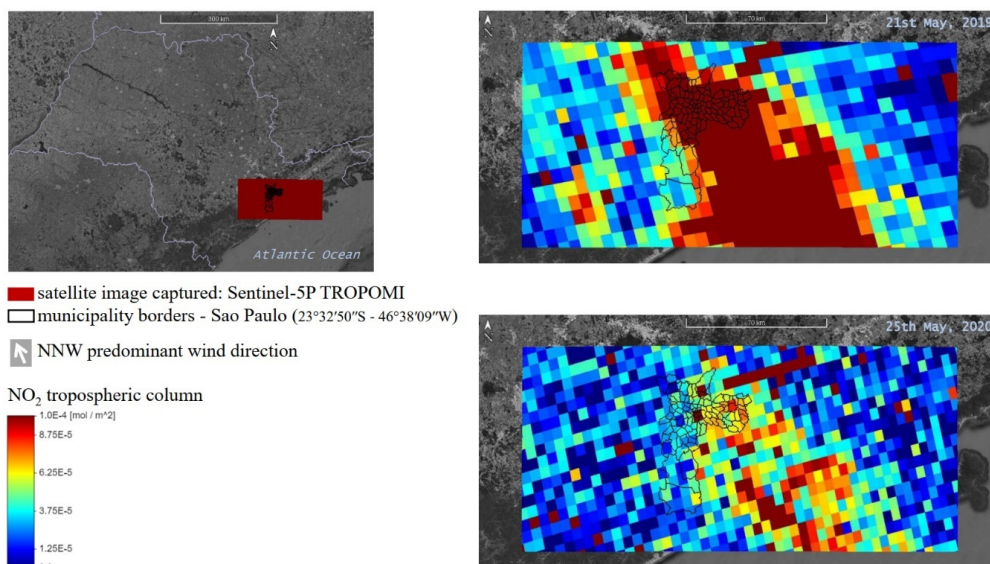 300 km
Atlantic Ocean
satellite image captured: Sentinel-5P TROPOMI
municipality borders - Sao Paulo (23°32′50″S - 46°38′09″W)
NNW predominant wind direction
NO₂ tropospheric column
1.0E-4 [mol / m^2]
8.75E-5
6.25E-5
3.75E-5
1.25E-5
70 km
21st May, 2019
70 km
25th May, 2020